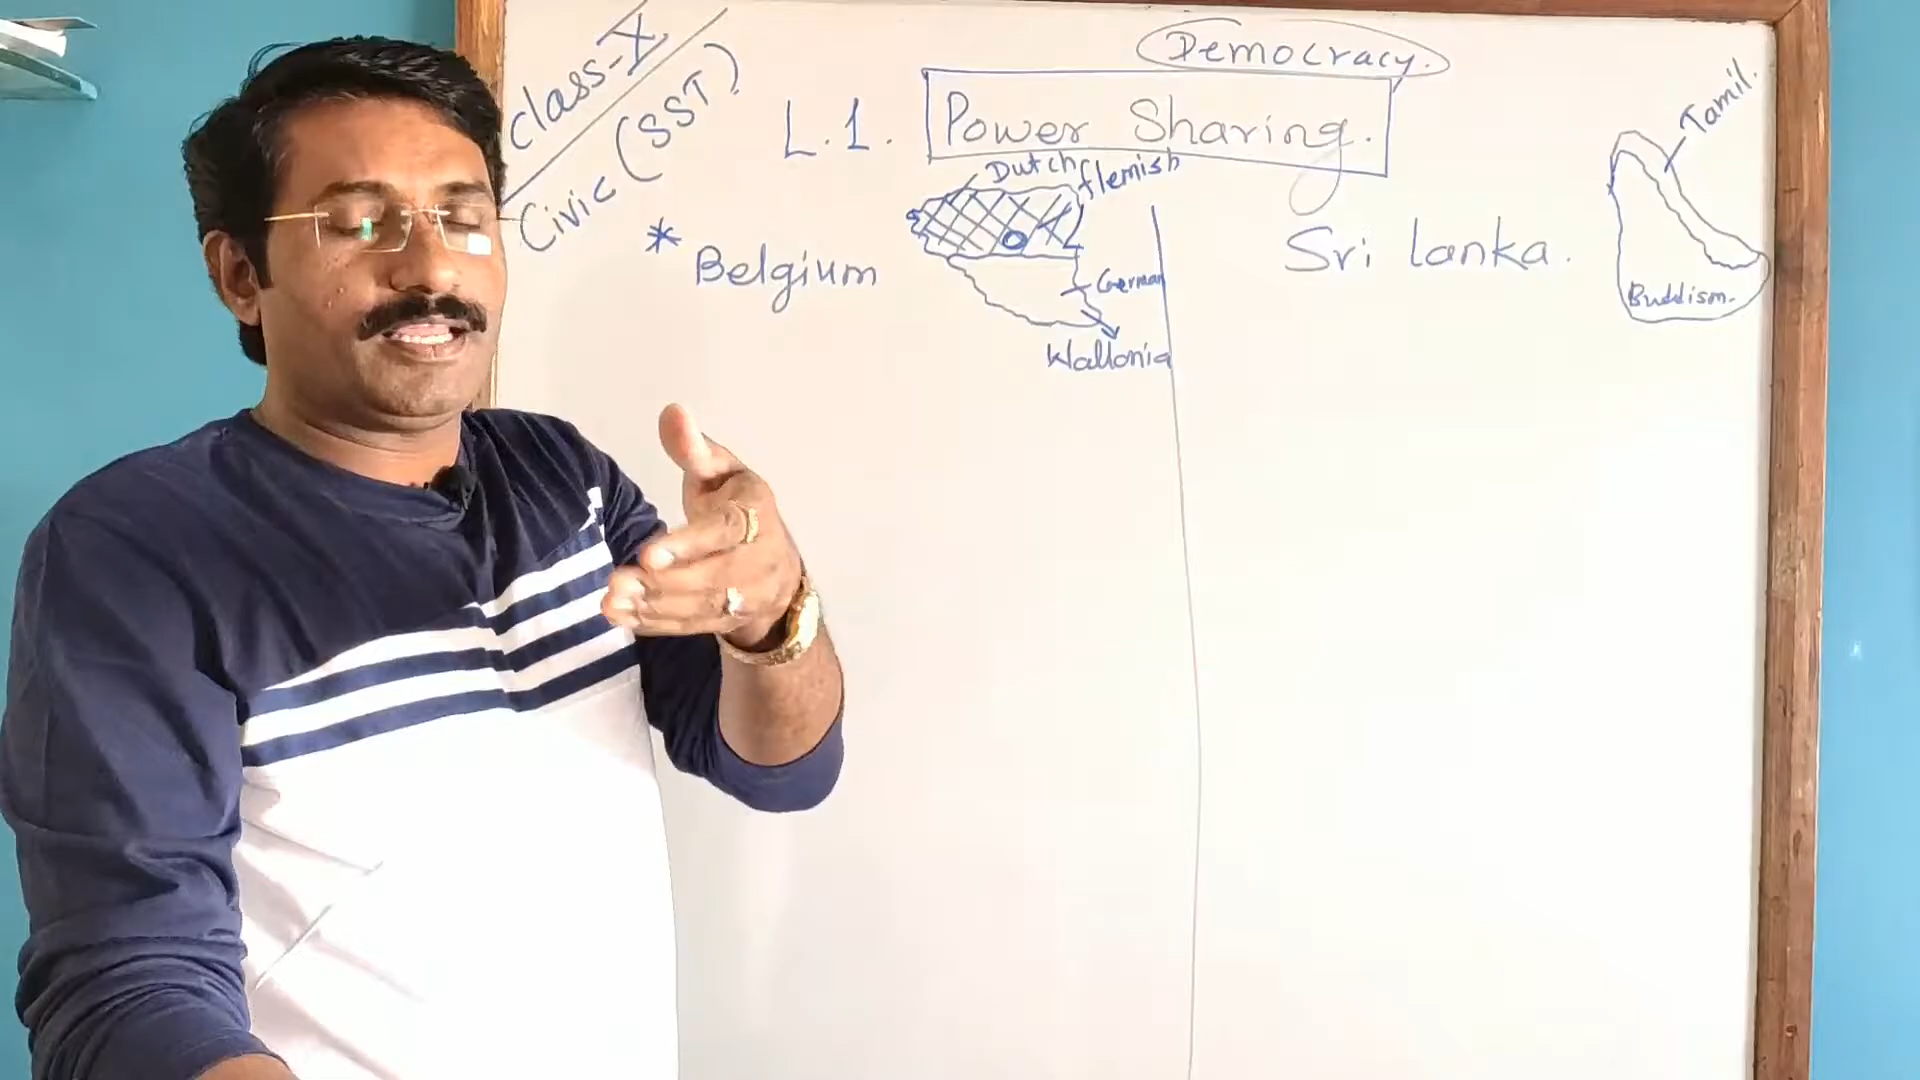 class-X
Civic (SST)
Democracy.
L.1. Power Sharing.
* Belgium
Dutch
flemish
German
Wallonia
Sri lanka.
Tamil.
Buddism.